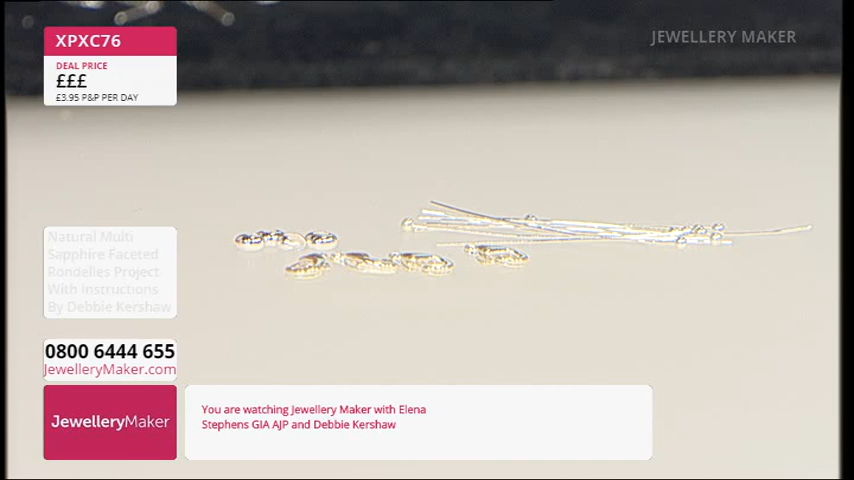 XPXC76
JEWELLERY MAKER
DEAL PRICE
£££
£3.95 P&P PER DAY
Natural Multi
Sapphire Faceted
Rondelles Project
With Instructions
By Debbie Kershaw
0800 6444 655
JewelleryMaker.com
JewelleryMaker
You are watching Jewellery Maker with Elena
Stephens GIA AJP and Debbie Kershaw